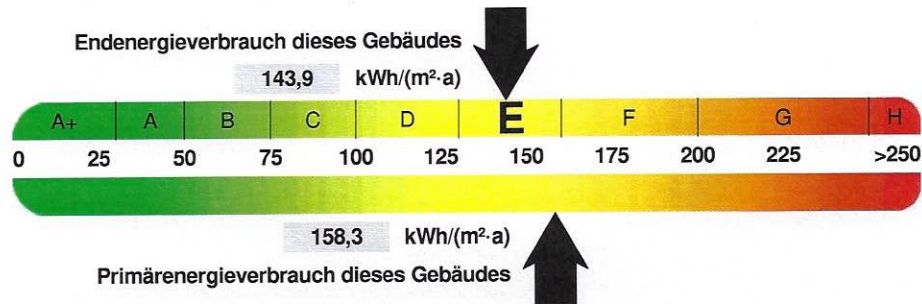 Endenergieverbrauch dieses Gebäudes
143,9 kWh/(m²·a)
A+ A B C D E F G H
0 25 50 75 100 125 150 175 200 225 >250
158,3 kWh/(m²·a)
Primärenergieverbrauch dieses Gebäudes